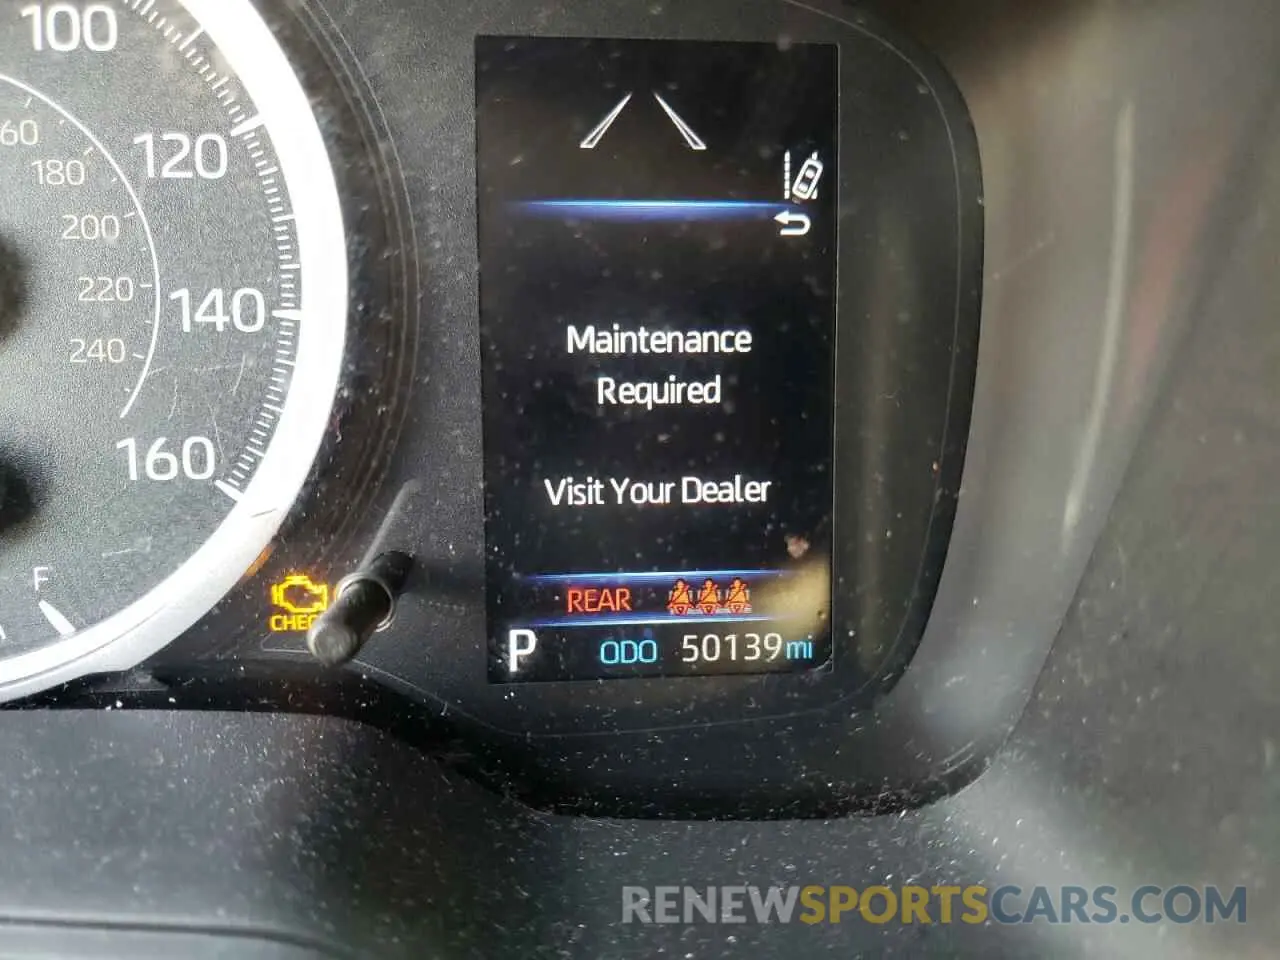 100
60
180
120
200
220
140
240
160
F
CHECK
Maintenance
Required
Visit Your Dealer
REAR
P ODO 50139 mi
RENEWSPORTSCARS.COM